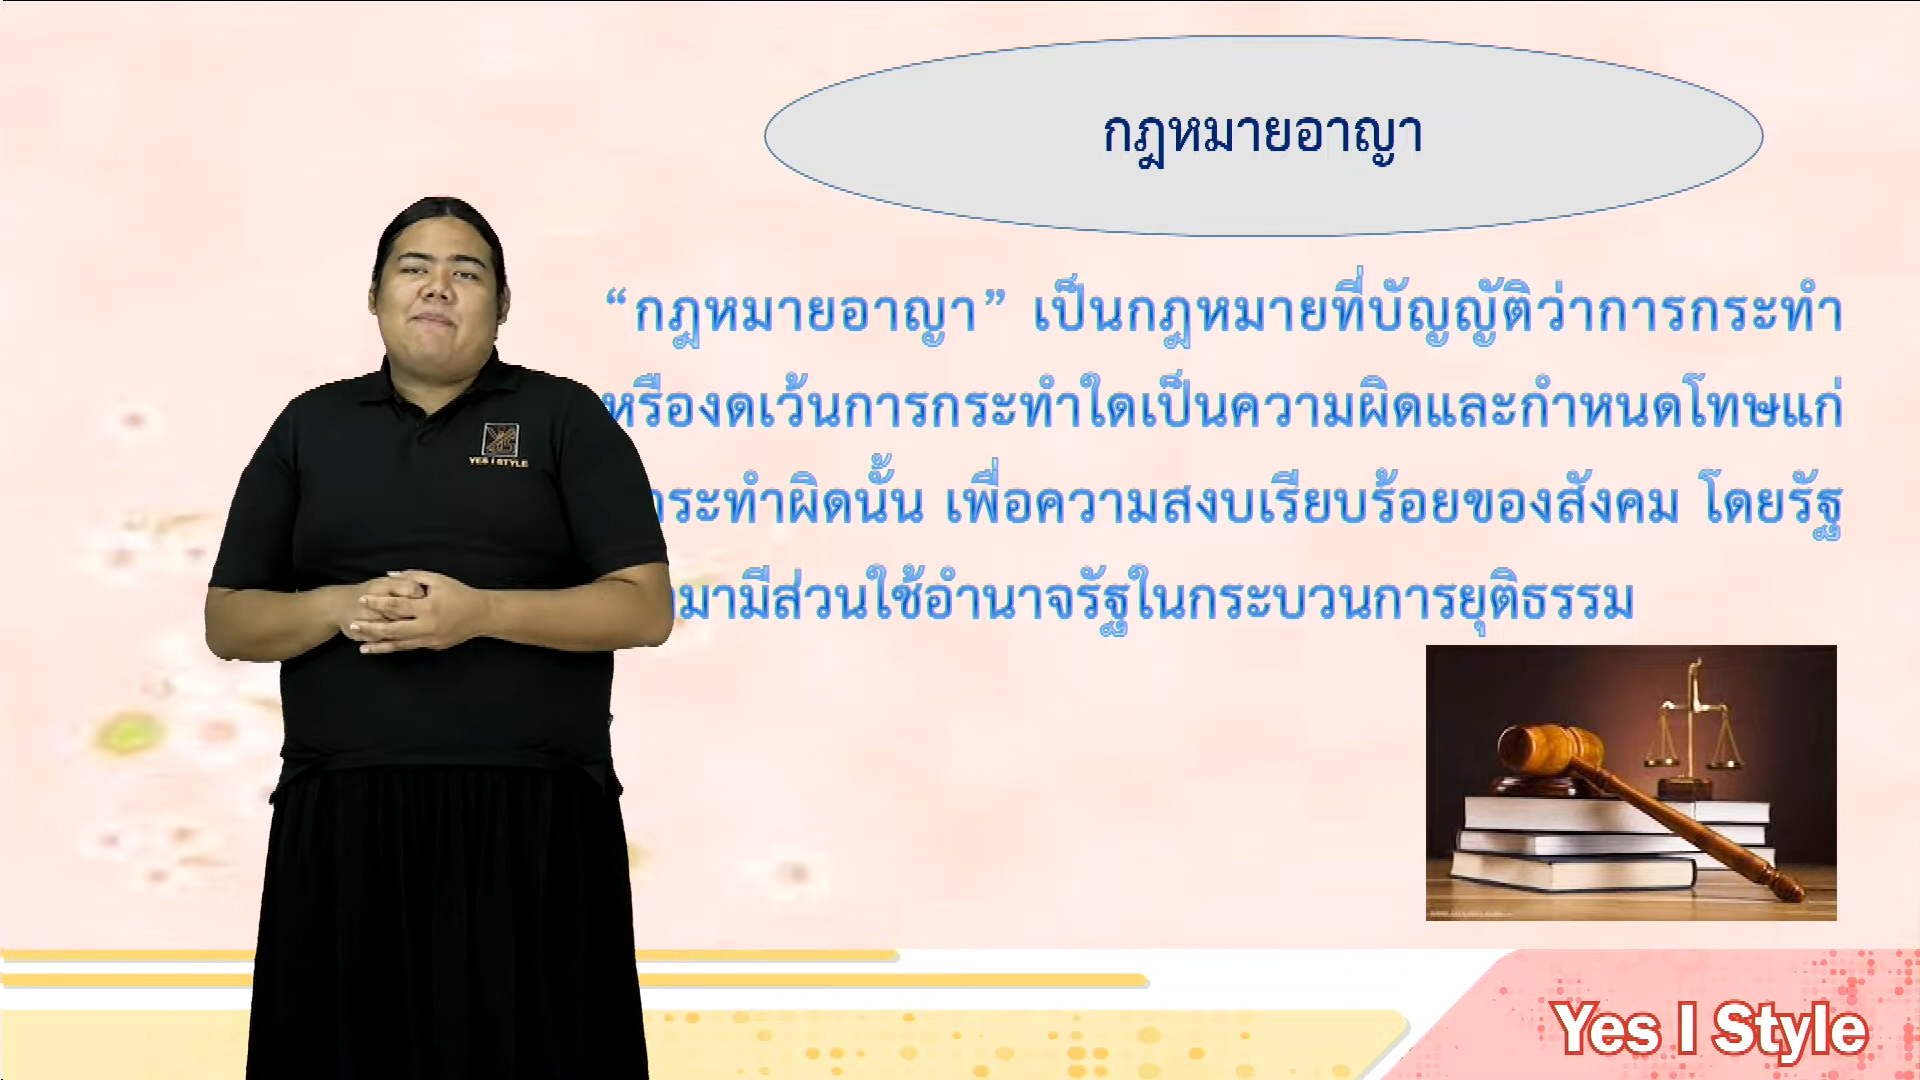 กฎหมายอาญา
“กฎหมายอาญา” เป็นกฎหมายที่บัญญัติว่าการกระทำ
หรืองดเว้นการกระทำใดเป็นความผิดและกำหนดโทษแก่
ผิดนั้น เพื่อความสงบเรียบร้อยของสังคม โดยรัฐ
มามีส่วนใช้อำนาจรัฐในกระบวนการยุติธรรม
YES I STYLE
Yes I Style